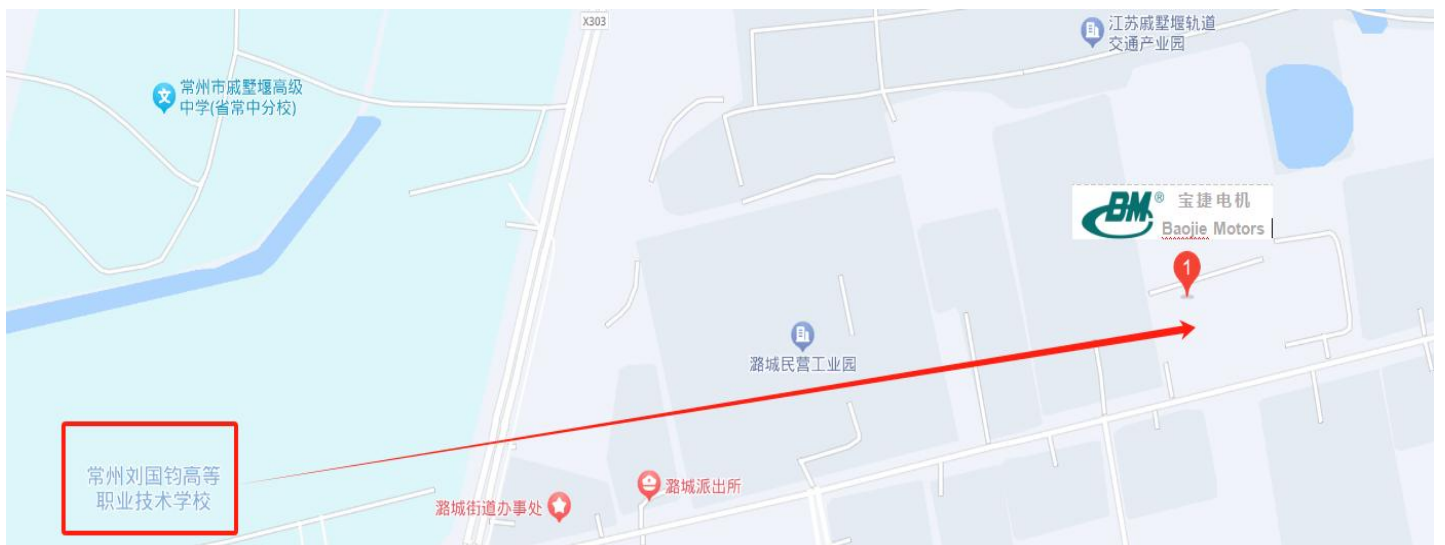 X303
江苏戚墅堰轨道
交通产业园
常州市戚墅堰高级
中学(省常中分校)
文
BM® 宝捷电机
Baojie Motors
1
潞城民营工业园
常州刘国钧高等
职业技术学校
潞城派出所
潞城街道办事处